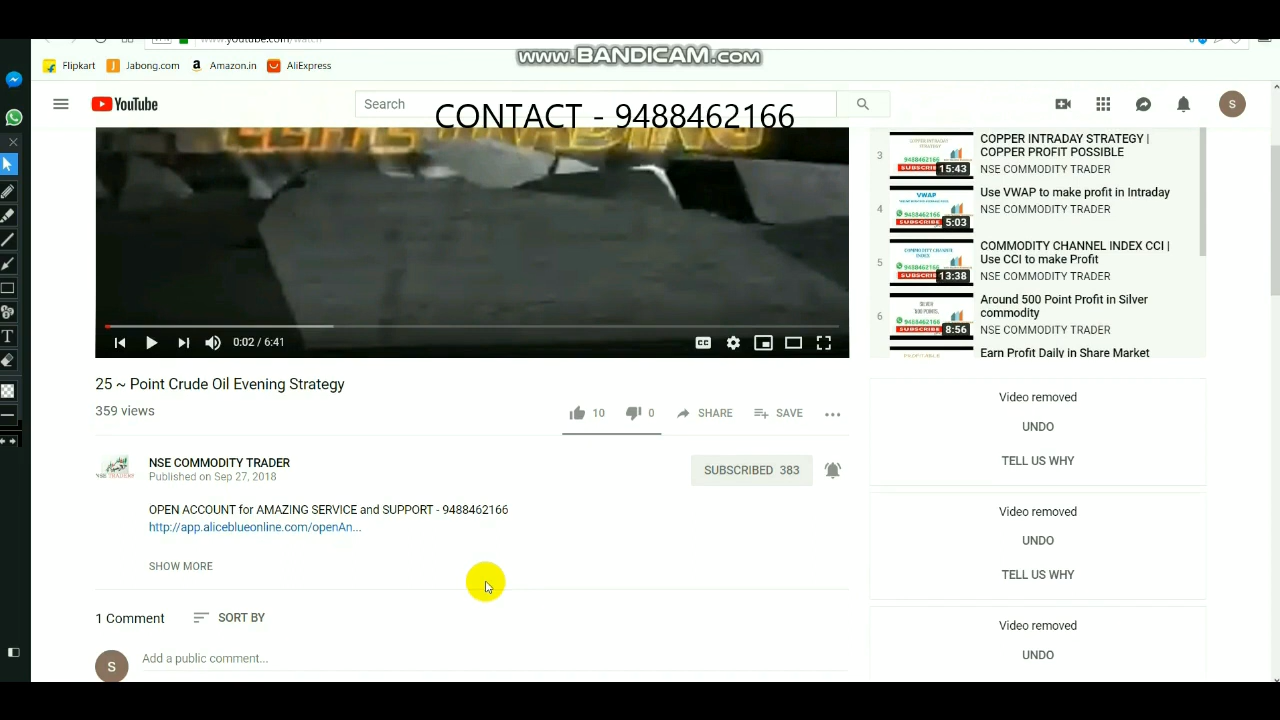 www.BANDICAM.com
Flipkart
Jabong.com
Amazon.in
AliExpress
YouTube
Search
CONTACT - 9488462166
S
3
15:43
COPPER INTRADAY STRATEGY |
COPPER PROFIT POSSIBLE
NSE COMMODITY TRADER
4
VWAP
9488462166
SUBSCRIBE
5:03
Use VWAP to make profit in Intraday
NSE COMMODITY TRADER
5
9488462166
SUBSCRIBE
13:38
COMMODITY CHANNEL INDEX CCI |
Use CCI to make Profit
NSE COMMODITY TRADER
6
9488462166
SUBSCRIBE
8:56
Around 500 Point Profit in Silver
commodity
NSE COMMODITY TRADER
Earn Profit Daily in Share Market
0:02 / 6:41
25 ~ Point Crude Oil Evening Strategy
359 views
10
0
SHARE
SAVE
NSE COMMODITY TRADER
Published on Sep 27, 2018
SUBSCRIBED 383
OPEN ACCOUNT for AMAZING SERVICE and SUPPORT - 9488462166
http://app.aliceblueonline.com/openAn...
SHOW MORE
1 Comment
SORT BY
S
Add a public comment...
Video removed
UNDO
TELL US WHY
Video removed
UNDO
TELL US WHY
Video removed
UNDO